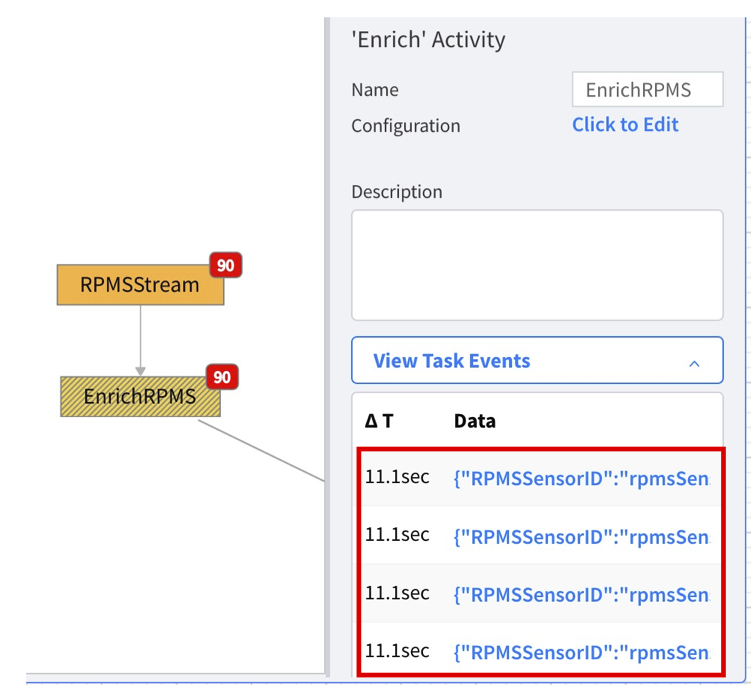 'Enrich' Activity
Name EnrichRPMS
Configuration Click to Edit
Description
90
RPMSStream
90
EnrichRPMS
View Task Events
Δ T Data
11.1sec {"RPMSSensorID":"rpmsSen
11.1sec {"RPMSSensorID":"rpmsSen
11.1sec {"RPMSSensorID":"rpmsSen
11.1sec {"RPMSSensorID":"rpmsSen